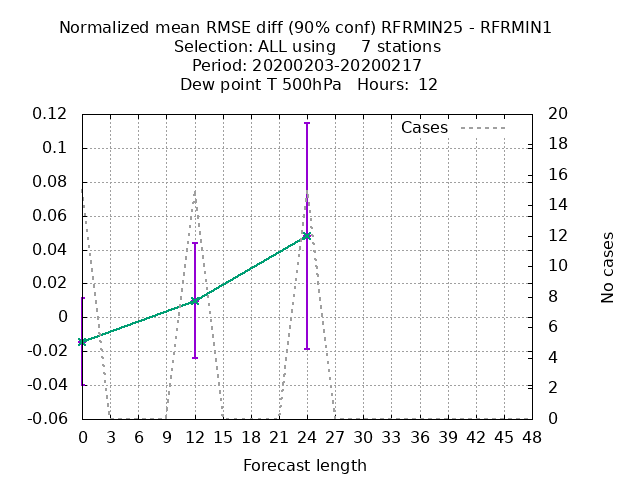 Normalized mean RMSE diff (90% conf) RFRMIN25 - RFRMIN1
Selection: ALL using     7 stations
Period: 20200203-20200217
Dew point T 500hPa   Hours:  12
0.12
0.1
0.08
0.06
0.04
0.02
0
-0.02
-0.04
-0.06
Cases
20
18
16
14
12
10
8
6
4
2
0
No cases
0 3 6 9 12 15 18 21 24 27 30 33 36 39 42 45 48
Forecast length